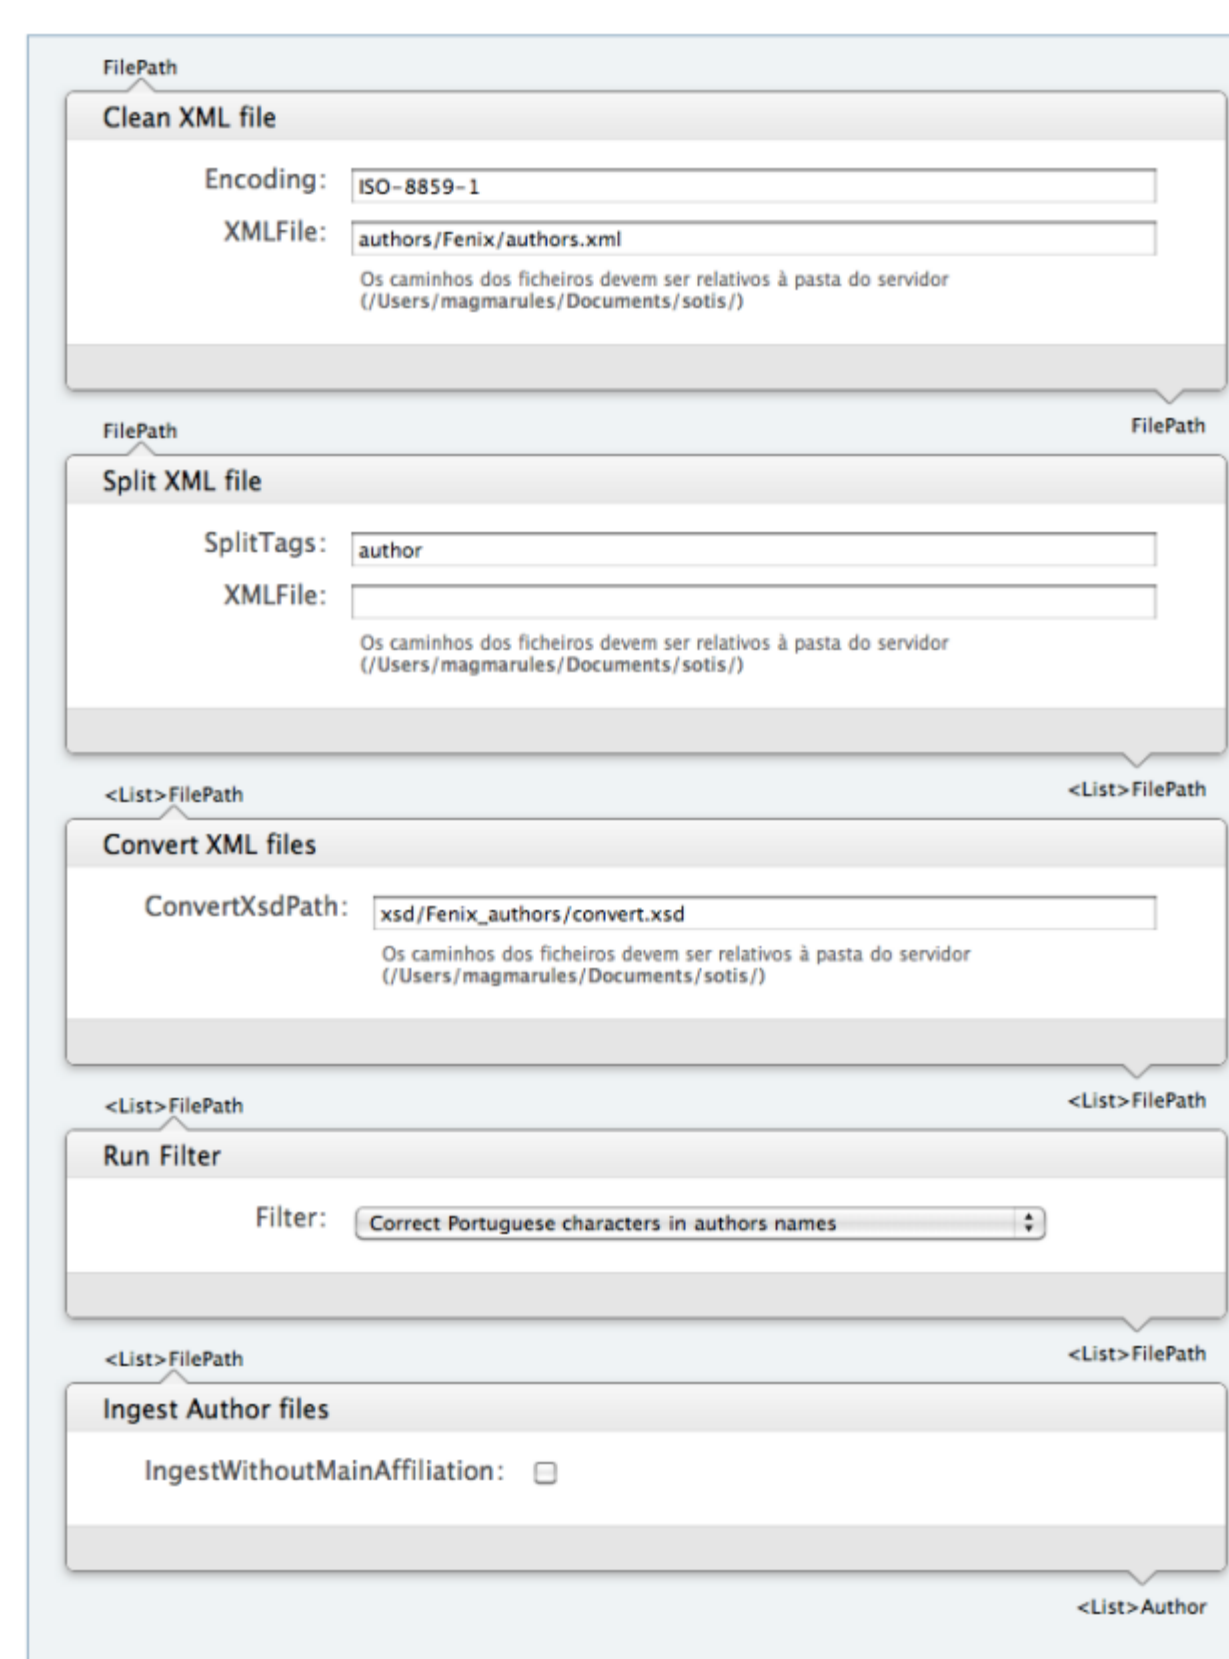 FilePath
Clean XML file
Encoding: ISO-8859-1
XMLFile: authors/Fenix/authors.xml
Os caminhos dos ficheiros devem ser relativos à pasta do servidor
(/Users/magmarules/Documents/sotis/)
FilePath
FilePath
Split XML file
SplitTags: author
XMLFile:
Os caminhos dos ficheiros devem ser relativos à pasta do servidor
(/Users/magmarules/Documents/sotis/)
<List>FilePath
<List>FilePath
Convert XML files
ConvertXsdPath: xsd/Fenix_authors/convert.xsd
Os caminhos dos ficheiros devem ser relativos à pasta do servidor
(/Users/magmarules/Documents/sotis/)
<List>FilePath
<List>FilePath
Run Filter
Filter: Correct Portuguese characters in authors names
<List>FilePath
<List>FilePath
Ingest Author files
IngestWithoutMainAffiliation:
<List>Author